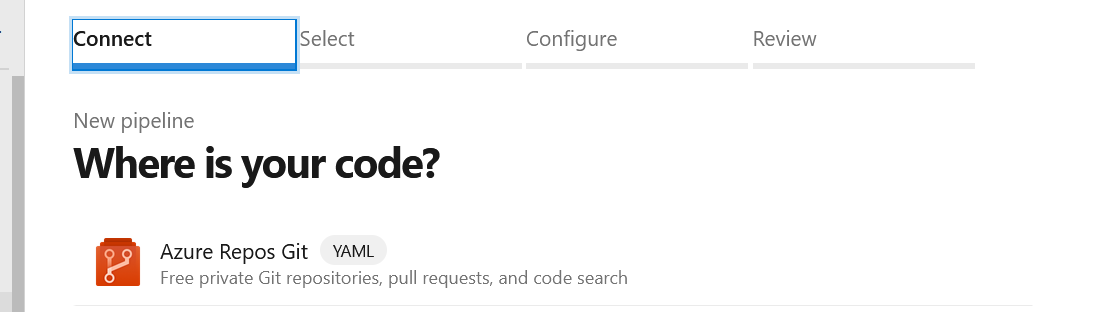 Connect Select Configure Review
New pipeline
Where is your code?
Azure Repos Git YAML
Free private Git repositories, pull requests, and code search